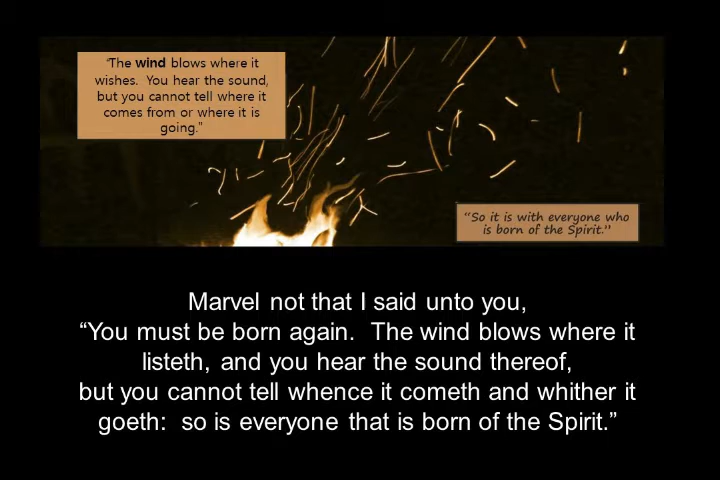 "The wind blows where it
wishes. You hear the sound,
but you cannot tell where it
comes from or where it is
going."
"So it is with everyone who
is born of the Spirit."
Marvel not that I said unto you,
“You must be born again. The wind blows where it
listeth, and you hear the sound thereof,
but you cannot tell whence it cometh and whither it
goeth: so is everyone that is born of the Spirit.”